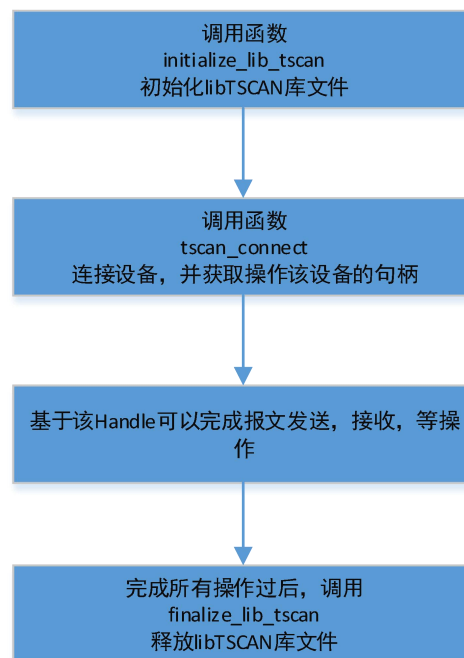 调用函数
initialize_lib_tscan
初始化libTSCAN库文件
调用函数
tscan_connect
连接设备，并获取操作该设备的句柄
基于该Handle可以完成报文发送，接收，等操
作
完成所有操作过后，调用
finalize_lib_tscan
释放libTSCAN库文件